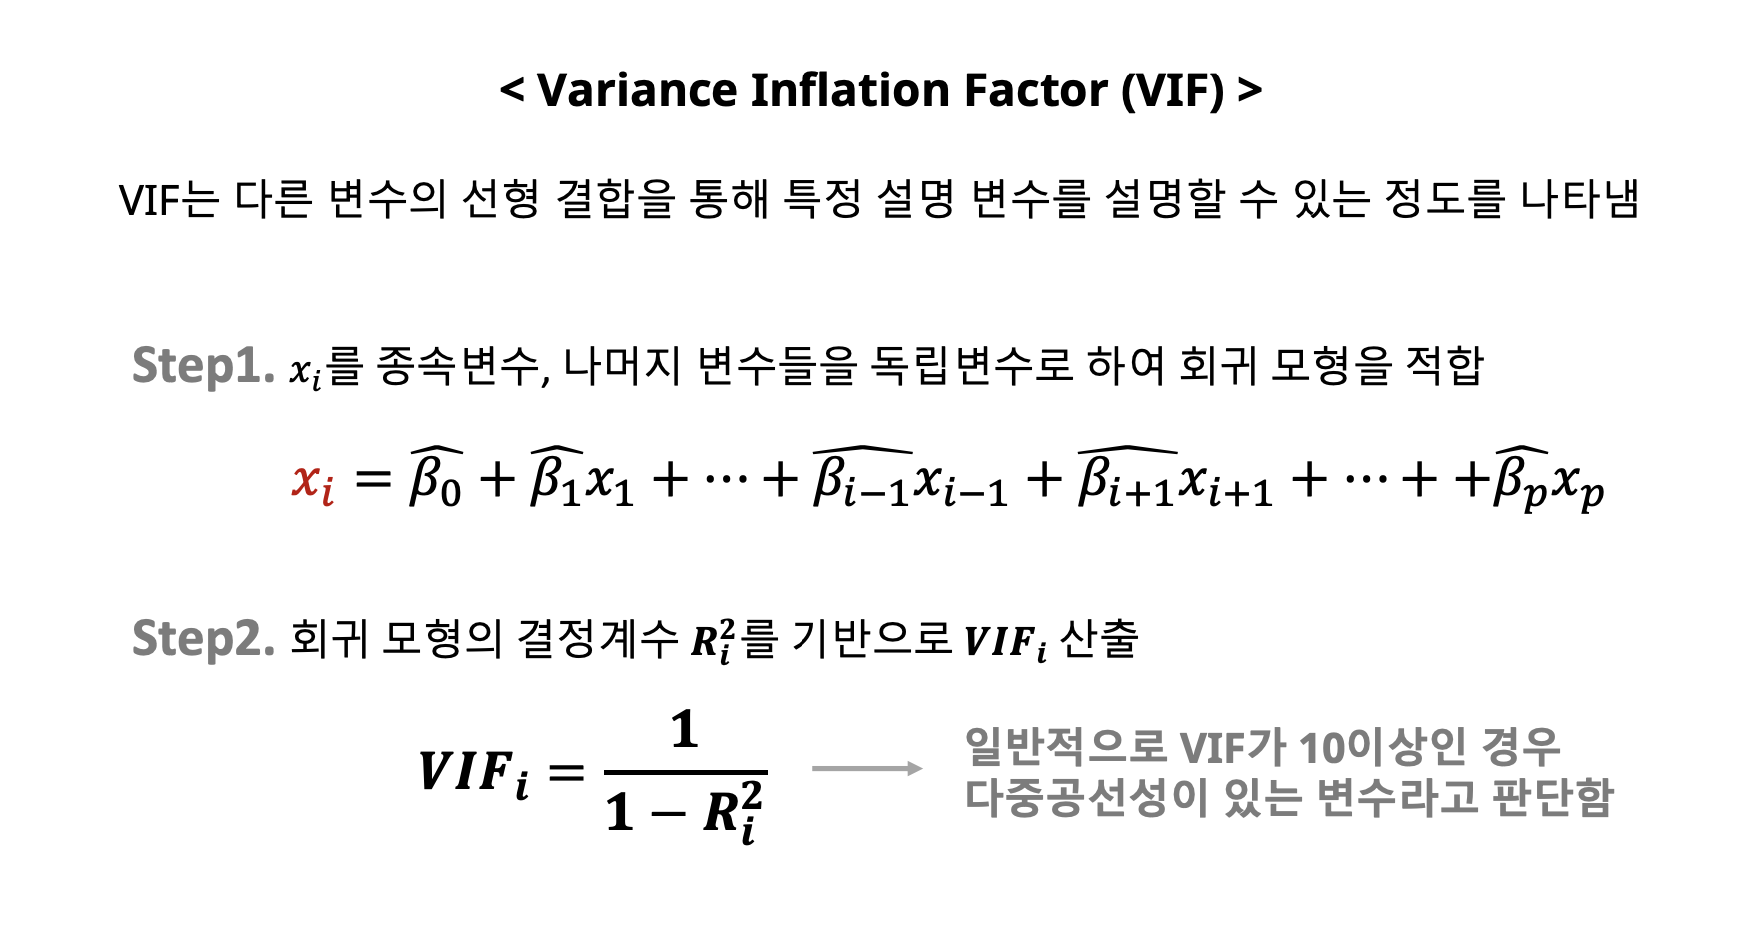 < Variance Inflation Factor (VIF) >
VIF는 다른 변수의 선형 결합을 통해 특정 설명 변수를 설명할 수 있는 정도를 나타냄
Step1. $x_i$를 종속변수, 나머지 변수들을 독립변수로 하여 회귀 모형을 적합
$x_i = \widehat{\beta_0} + \widehat{\beta_1}x_1 + \cdots + \widehat{\beta_{i-1}}x_{i-1} + \widehat{\beta_{i+1}}x_{i+1} + \cdots + +\widehat{\beta_p}x_p$
Step2. 회귀 모형의 결정계수 $R_i^2$를 기반으로 $VIF_i$ 산출
$VIF_i = \frac{1}{1 - R_i^2}$
일반적으로 VIF가 10이상인 경우
다중공선성이 있는 변수라고 판단함